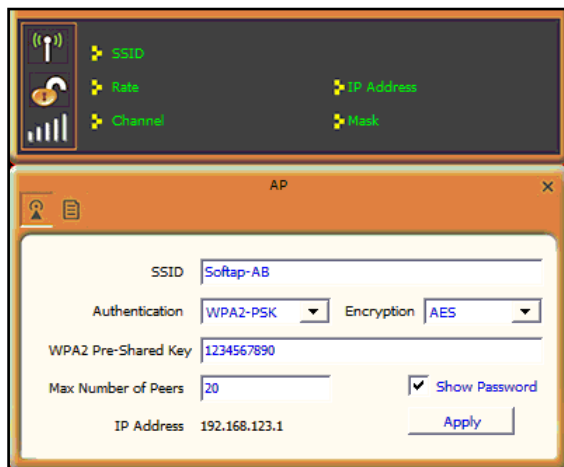 SSID
Rate IP Address
Channel Mask
AP
SSID Softap-AB
Authentication WPA2-PSK Encryption AES
WPA2 Pre-Shared Key 1234567890
Max Number of Peers 20 Show Password
IP Address 192.168.123.1 Apply